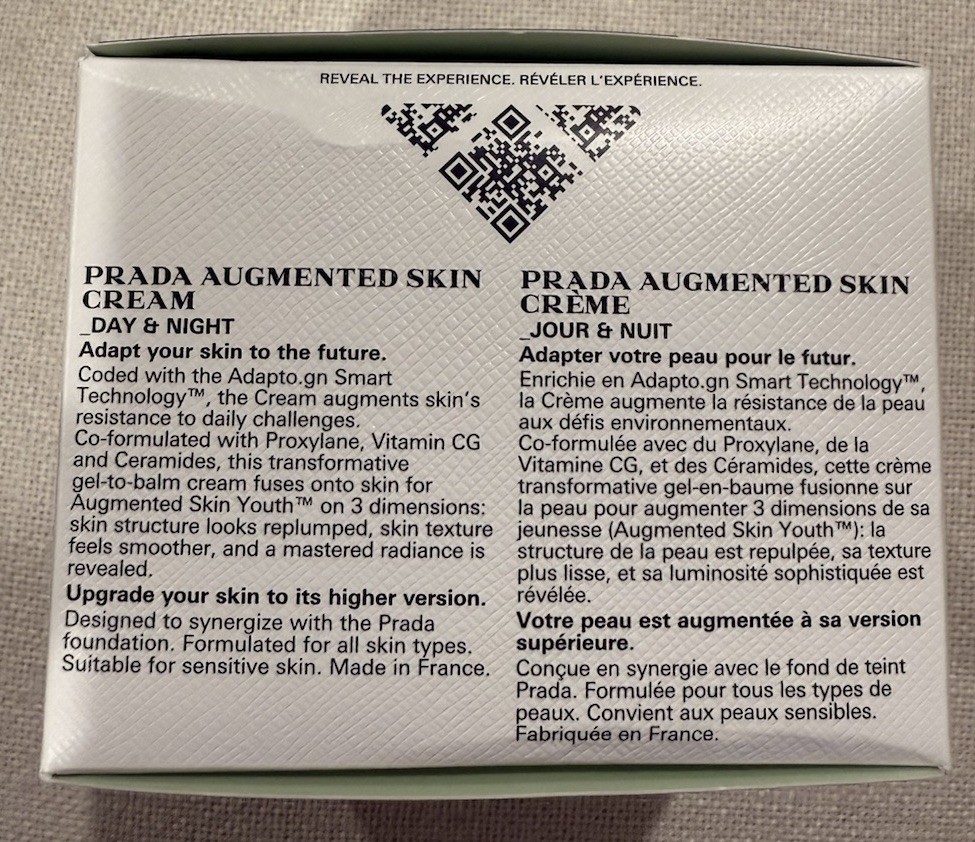 REVEAL THE EXPERIENCE. RÉVÉLER L'EXPÉRIENCE.
PRADA AUGMENTED SKIN
CREAM
_DAY & NIGHT
Adapt your skin to the future.
Coded with the Adapto.gn Smart
Technology™, the Cream augments skin's
resistance to daily challenges.
Co-formulated with Proxylane, Vitamin CG
and Ceramides, this transformative
gel-to-balm cream fuses onto skin for
Augmented Skin Youth™ on 3 dimensions:
skin structure looks replumped, skin texture
feels smoother, and a mastered radiance is
revealed.
Upgrade your skin to its higher version.
Designed to synergize with the Prada
foundation. Formulated for all skin types.
Suitable for sensitive skin. Made in France.
PRADA AUGMENTED SKIN
CRÈME
_JOUR & NUIT
Adapter votre peau pour le futur.
Enrichie en Adapto.gn Smart Technology™,
la Crème augmente la résistance de la peau
aux défis environnementaux.
Co-formulée avec du Proxylane, de la
Vitamine CG, et des Céramides, cette crème
transformative gel-en-baume fusionne sur
la peau pour augmenter 3 dimensions de sa
jeunesse (Augmented Skin Youth™): la
structure de la peau est repulpée, sa texture
plus lisse, et sa luminosité sophistiquée est
révélée.
Votre peau est augmentée à sa version
supérieure.
Conçue en synergie avec le fond de teint
Prada. Formulée pour tous les types de
peaux. Convient aux peaux sensibles.
Fabriquée en France.